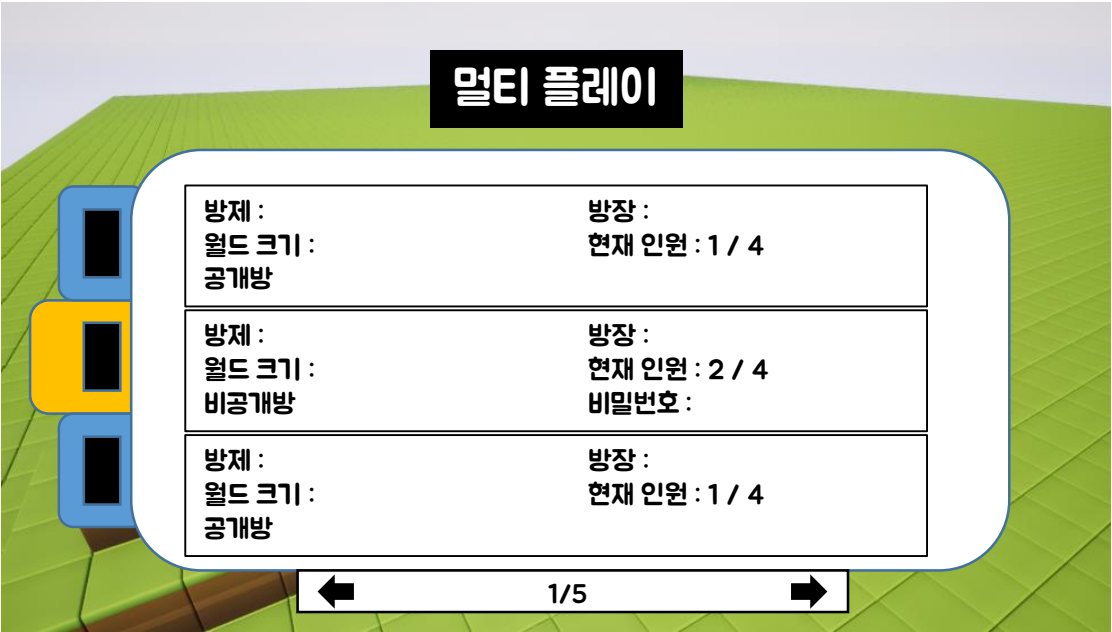 멀티 플레이
방제 : 방장 :
월드 크기 : 현재 인원 : 1 / 4
공개방
방제 : 방장 :
월드 크기 : 현재 인원 : 2 / 4
비공개방 비밀번호 :
방제 : 방장 :
월드 크기 : 현재 인원 : 1 / 4
공개방
1/5